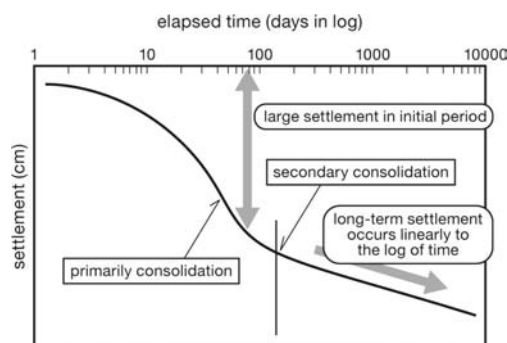 elapsed time (days in log)
1 10 100 1000 10000
large settlement in initial period
secondary consolidation
settlement (cm)
long-term settlement
occurs linearly to
the log of time
primarily consolidation